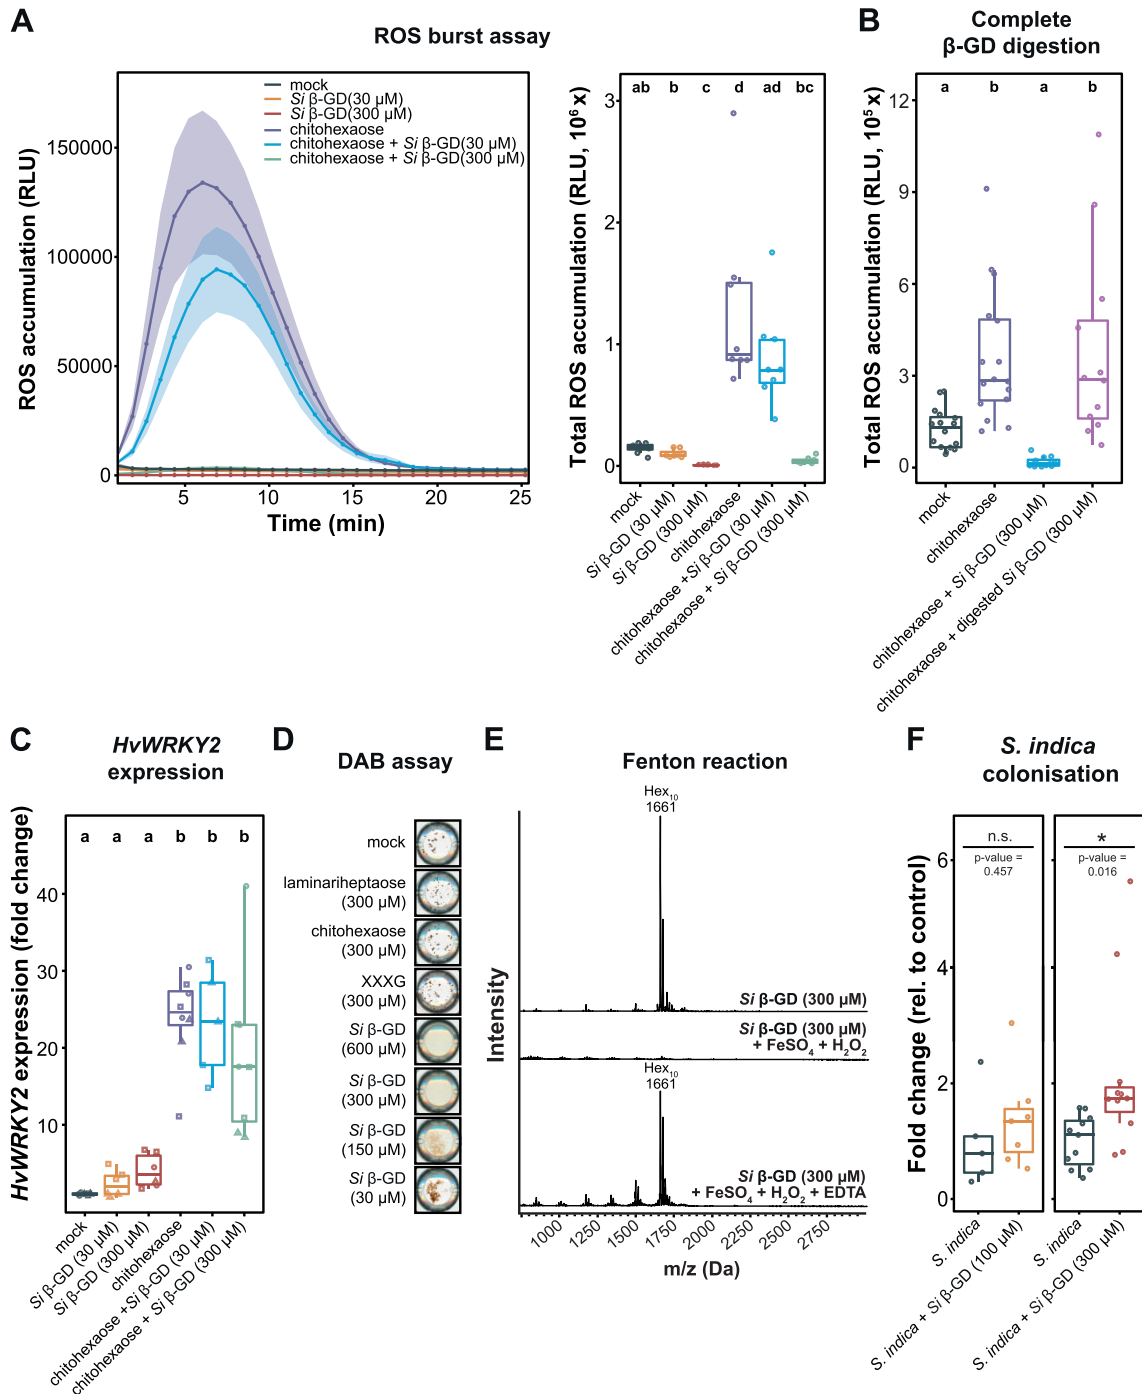 A
ROS burst assay
ROS accumulation (RLU)
150000
100000
50000
0
mock
Si β-GD(30 µM)
Si β-GD(300 µM)
chitohexaose
chitohexaose + Si β-GD(30 µM)
chitohexaose + Si β-GD(300 µM)
5
10
15
20
25
Time (min)
Total ROS accumulation (RLU, 10⁶ x)
3
2
1
0
ab
b
c
d
ad
bc
mock
Si β-GD (30 µM)
Si β-GD (300 µM)
chitohexaose
chitohexaose +Si β-GD (30 µM)
chitohexaose + Si β-GD (300 µM)
B
Complete
β-GD digestion
Total ROS accumulation (RLU, 10⁵ x)
12
9
6
3
0
a
b
a
b
mock
chitohexaose
chitohexaose + Si β-GD (300 µM)
chitohexaose + digested Si β-GD (300 µM)
C
HvWRKY2
expression
HvWRKY2 expression (fold change)
40
30
20
10
a
a
a
b
b
b
mock
Si β-GD (30 µM)
Si β-GD (300 µM)
chitohexaose
chitohexaose +Si β-GD (30 µM)
chitohexaose + Si β-GD (300 µM)
D
DAB assay
mock
laminariheptaose
(300 µM)
chitohexaose
(300 µM)
XXXG
(300 µM)
Si β-GD
(600 µM)
Si β-GD
(300 µM)
Si β-GD
(150 µM)
Si β-GD
(30 µM)
E
Fenton reaction
Intensity
Hex₁₀
1661
Si β-GD (300 µM)
Si β-GD (300 µM)
+ FeSO₄ + H₂O₂
Hex₁₀
1661
Si β-GD (300 µM)
+ FeSO₄ + H₂O₂ + EDTA
1000
1250
1500
1750
2000
2250
2500
2750
m/z (Da)
F
S. indica
colonisation
Fold change (rel. to control)
6
4
2
0
n.s.
p-value =
0.457
*
p-value =
0.016
S. indica
S. indica + Si β-GD (100 µM)
S. indica
S. indica + Si β-GD (300 µM)